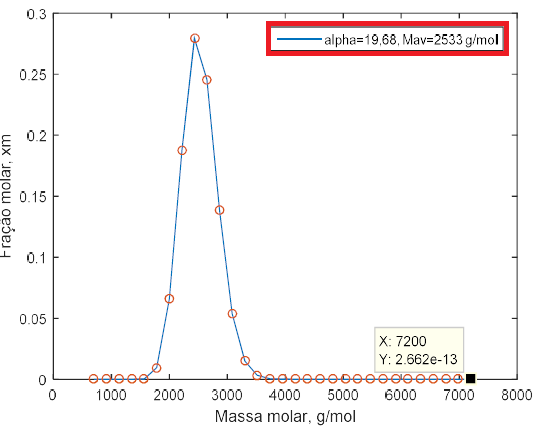 0.3
alpha=19,68, Mav=2533 g/mol
0.25
0.2
0.15
0.1
0.05
0
Fração molar, xm
X: 7200
Y: 2.662e-13
0 1000 2000 3000 4000 5000 6000 7000 8000
Massa molar, g/mol